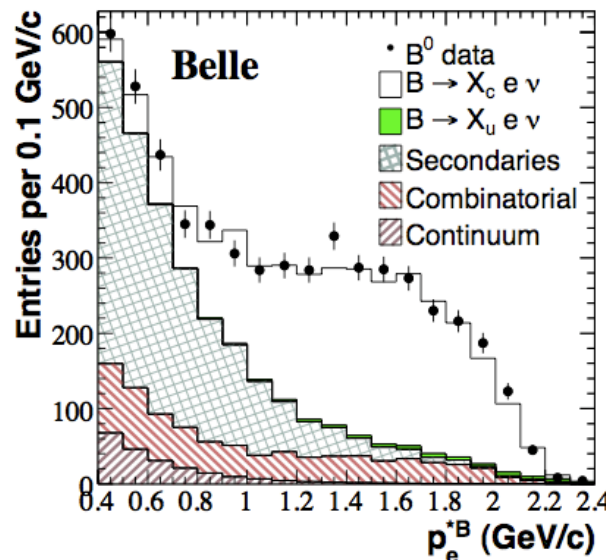 Entries per 0.1 GeV/c
600
500
400
300
200
100
0
Belle
B⁰ data
B → X_c e ν
B → X_u e ν
Secondaries
Combinatorial
Continuum
0.4 0.6 0.8 1 1.2 1.4 1.6 1.8 2 2.2 2.4
p_e^{*B} (GeV/c)